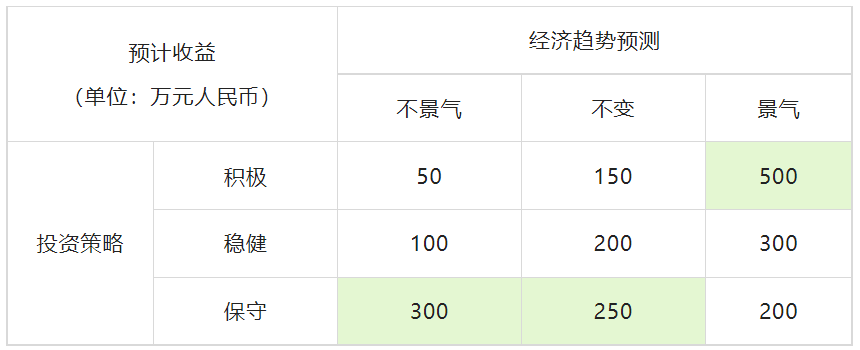 预计收益
（单位：万元人民币）
经济趋势预测
不景气
不变
景气
投资策略
积极
50
150
500
稳健
100
200
300
保守
300
250
200